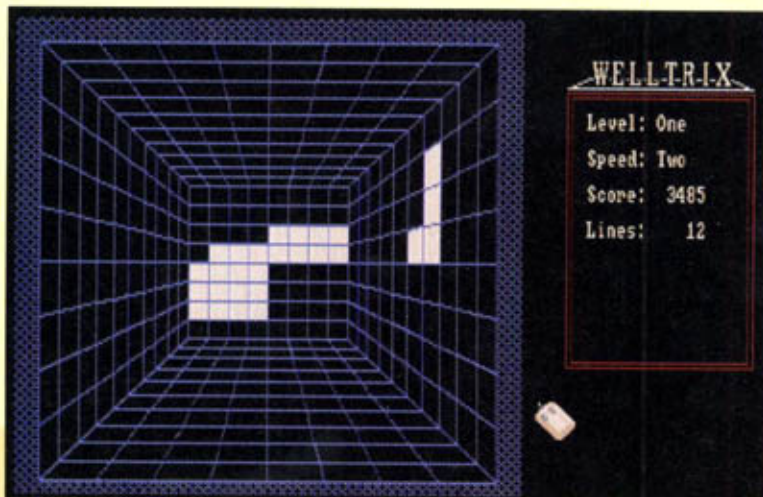 WELLTRIX
Level: One
Speed: Two
Score: 3485
Lines: 12